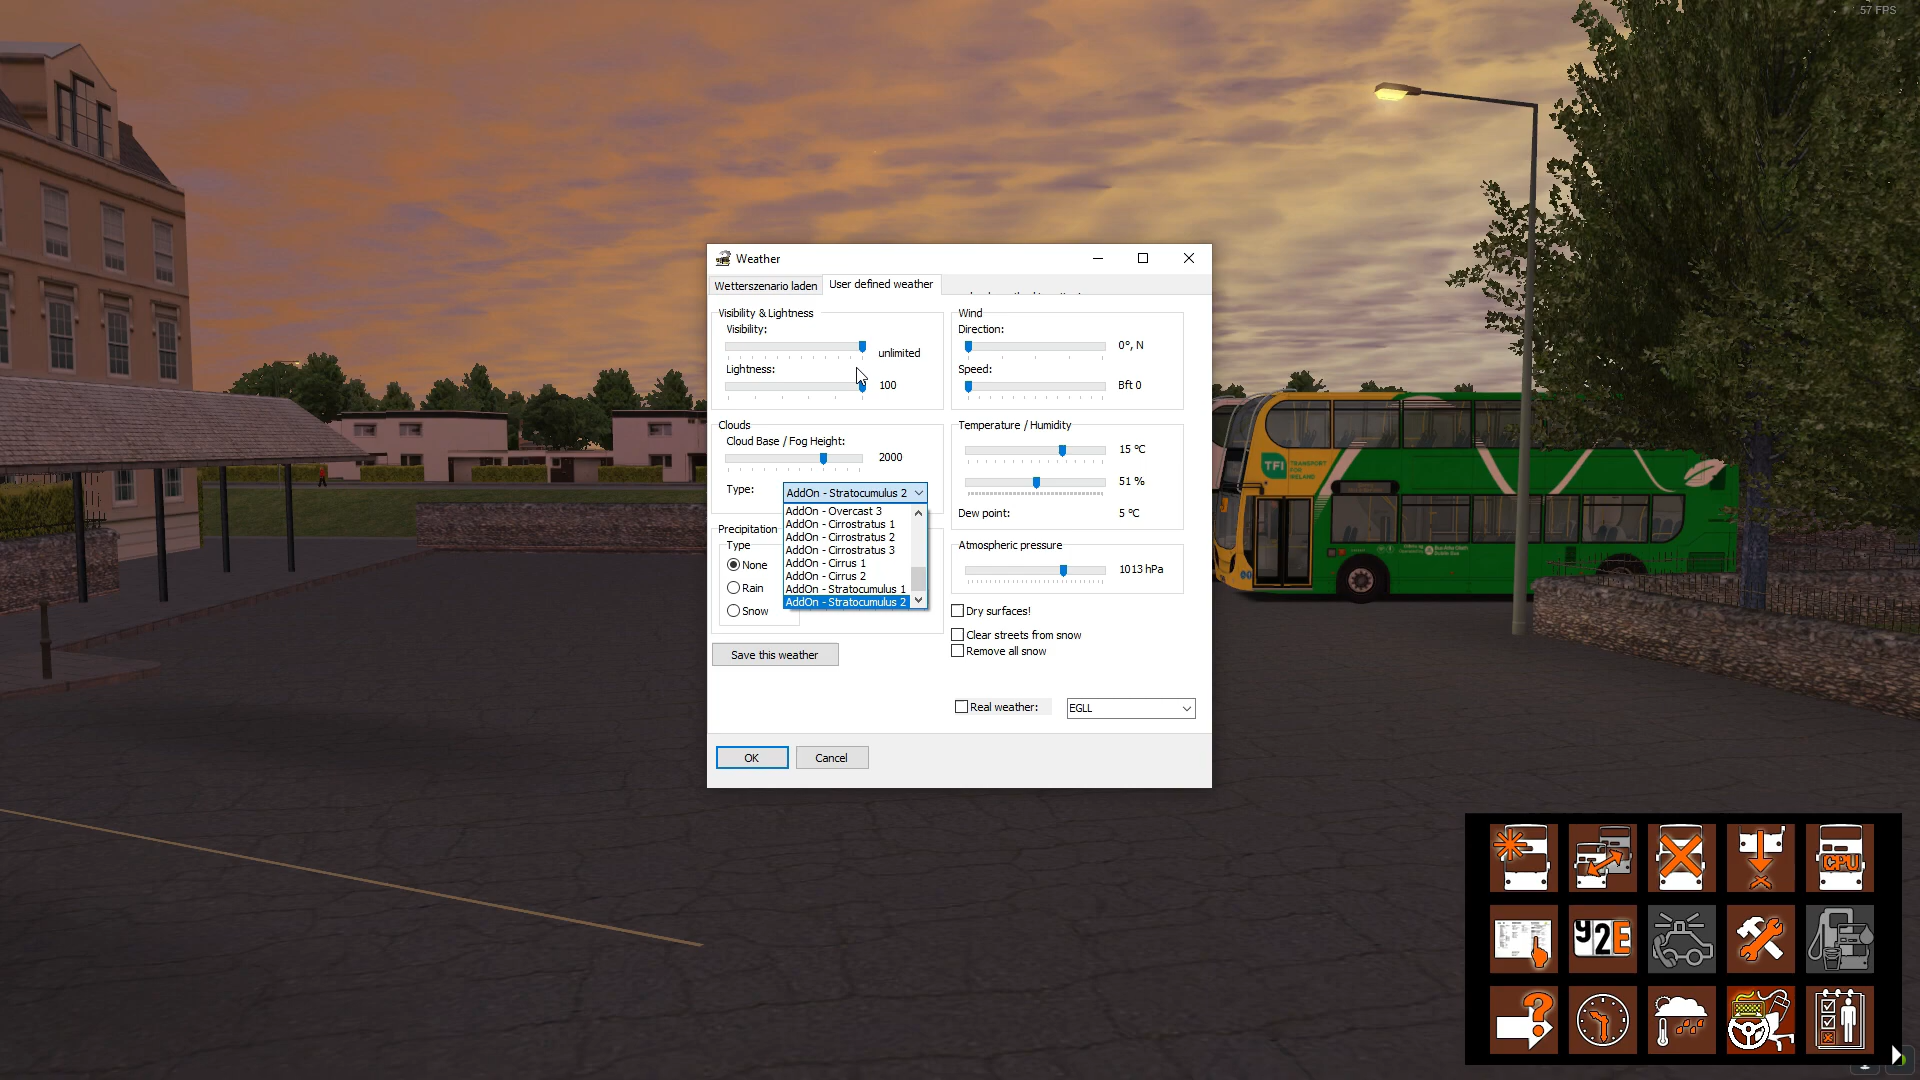 57 FPS
Weather
Wetterszenario laden
User defined weather
Visibility & Lightness
Visibility:
unlimited
Lightness:
100
Wind
Direction:
0°, N
Speed:
Bft 0
Clouds
Cloud Base / Fog Height:
2000
Type:
AddOn - Stratocumulus 2
AddOn - Overcast 3
AddOn - Cirrostratus 1
AddOn - Cirrostratus 2
AddOn - Cirrostratus 3
AddOn - Cirrus 1
AddOn - Cirrus 2
AddOn - Stratocumulus 1
AddOn - Stratocumulus 2
Temperature / Humidity
15 °C
51 %
Dew point:
5 °C
Precipitation
Type
None
Rain
Snow
Atmospheric pressure
1013 hPa
Dry surfaces!
Clear streets from snow
Remove all snow
Save this weather
Real weather:
EGLL
OK
Cancel
TFI
TRANSPORT
FOR
IRELAND
CPU
92E